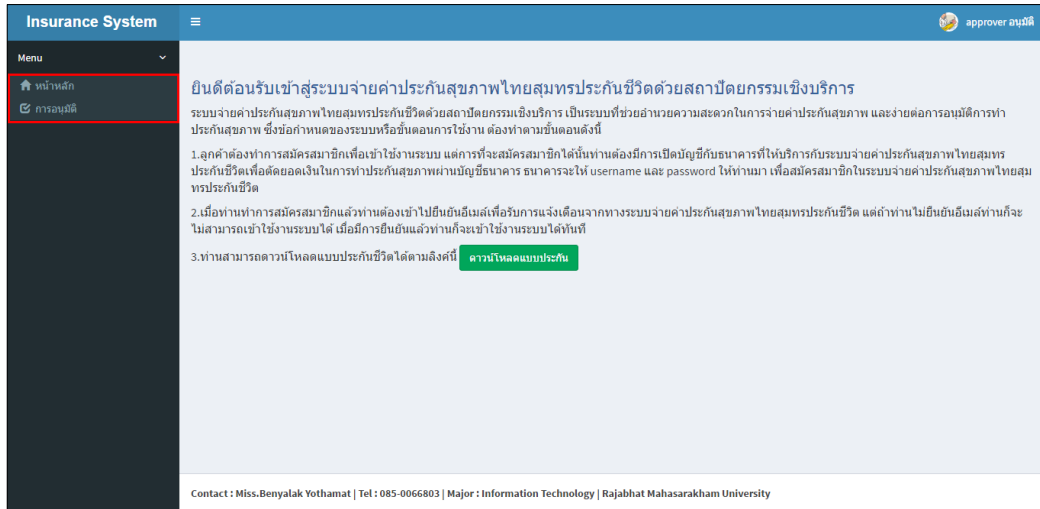 Insurance System
approver อนุมัติ
Menu
หน้าหลัก
การอนุมัติ
ยินดีต้อนรับเข้าสู่ระบบจ่ายค่าประกันสุขภาพไทยสุมทรประกันชีวิตด้วยสถาปัตยกรรมเชิงบริการ
ระบบจ่ายค่าประกันสุขภาพไทยสุมทรประกันชีวิตด้วยสถาปัตยกรรมเชิงบริการ เป็นระบบที่ช่วยอำนวยความสะดวกในการจ่ายค่าประกันสุขภาพ และง่ายต่อการอนุมัติการทำ
ประกันสุขภาพ ซึ่งข้อกำหนดของระบบหรือขั้นตอนการใช้งาน ต้องทำตามขั้นตอนดังนี้
1.ลูกค้าต้องทำการสมัครสมาชิกเพื่อเข้าใช้งานระบบ แต่การที่จะสมัครสมาชิกได้นั้นท่านต้องมีการเปิดบัญชีกับธนาคารที่ให้บริการกับระบบจ่ายค่าประกันสุขภาพไทยสุมทร
ประกันชีวิตเพื่อตัดยอดเงินในการทำประกันสุขภาพผ่านบัญชีธนาคาร ธนาคารจะให้ username และ password ให้ท่านมา เพื่อสมัครสมาชิกในระบบจ่ายค่าประกันสุขภาพไทยสุม
ทรประกันชีวิต
2.เมื่อท่านทำการสมัครสมาชิกแล้วท่านต้องเข้าไปยืนยันอีเมล์เพื่อรับการแจ้งเตือนจากทางระบบจ่ายค่าประกันสุขภาพไทยสุมทรประกันชีวิต แต่ถ้าท่านไม่ยืนยันอีเมล์ท่านก็จะ
ไม่สามารถเข้าใช้งานระบบได้ เมื่อมีการยืนยันแล้วท่านก็จะเข้าใช้งานระบบได้ทันที
3.ท่านสามารถดาวน์โหลดแบบประกันชีวิตได้ตามลิงค์นี้ ดาวน์โหลดแบบประกัน
Contact : Miss.Benyalak Yothamat | Tel : 085-0066803 | Major : Information Technology | Rajabhat Mahasarakham University